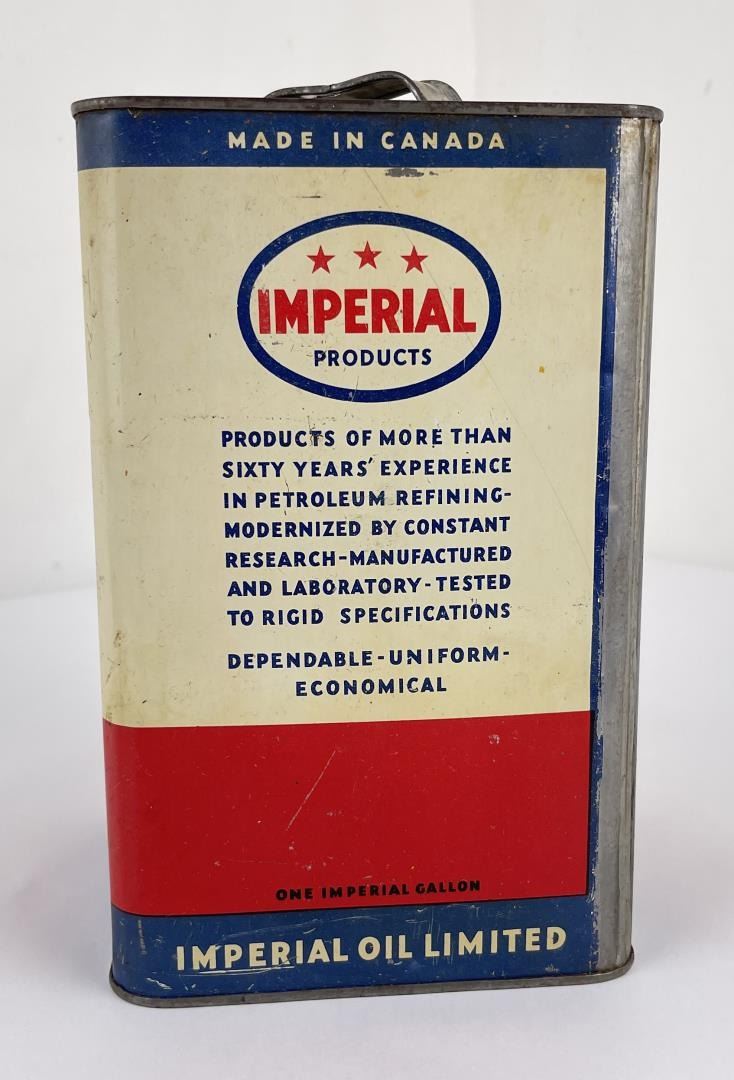 MADE IN CANADA
IMPERIAL
PRODUCTS
PRODUCTS OF MORE THAN
SIXTY YEARS' EXPERIENCE
IN PETROLEUM REFINING-
MODERNIZED BY CONSTANT
RESEARCH-MANUFACTURED
AND LABORATORY-TESTED
TO RIGID SPECIFICATIONS
DEPENDABLE-UNIFORM-
ECONOMICAL
ONE IMPERIAL GALLON
IMPERIAL OIL LIMITED